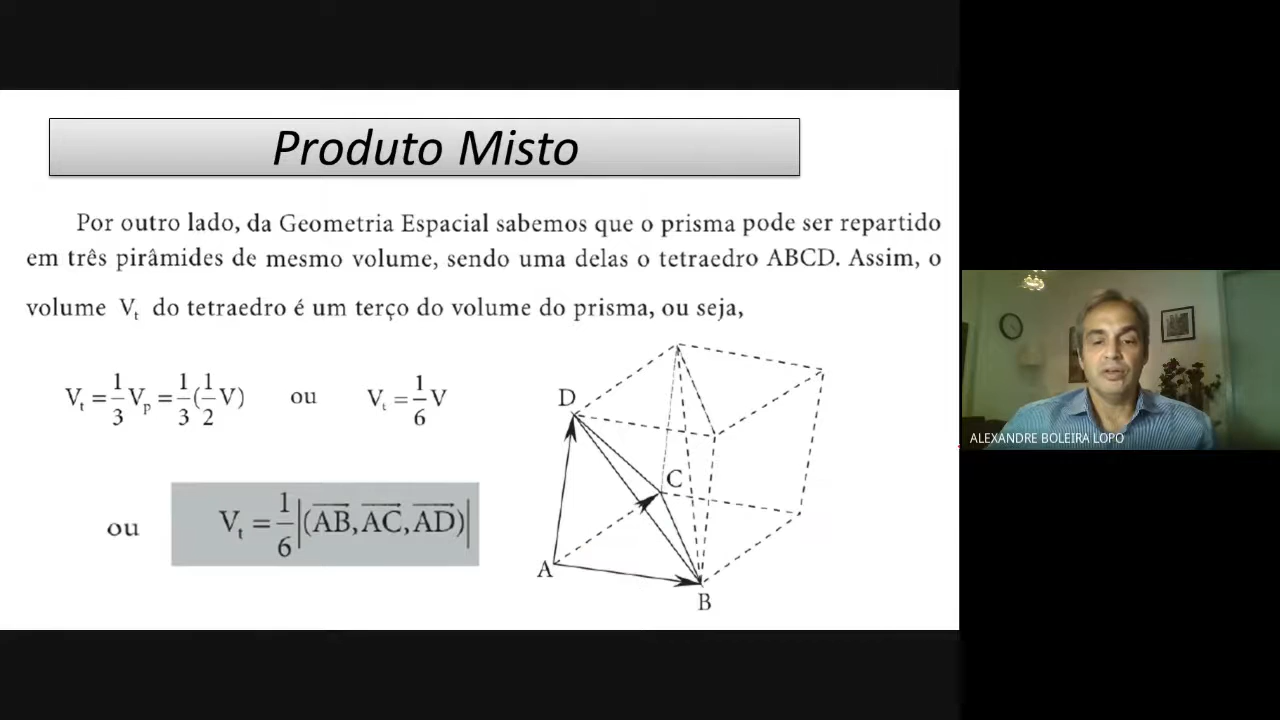 Produto Misto
Por outro lado, da Geometria Espacial sabemos que o prisma pode ser repartido
em três pirâmides de mesmo volume, sendo uma delas o tetraedro ABCD. Assim, o
volume Vₜ do tetraedro é um terço do volume do prisma, ou seja,
Vₜ = 1/3 Vₚ = 1/3 (1/2 V) ou Vₜ = 1/6 V
ou Vₜ = 1/6 |(AB⃗, AC⃗, AD⃗)|
D
C
A
B
ALEXANDRE BOLEIRA LOPO